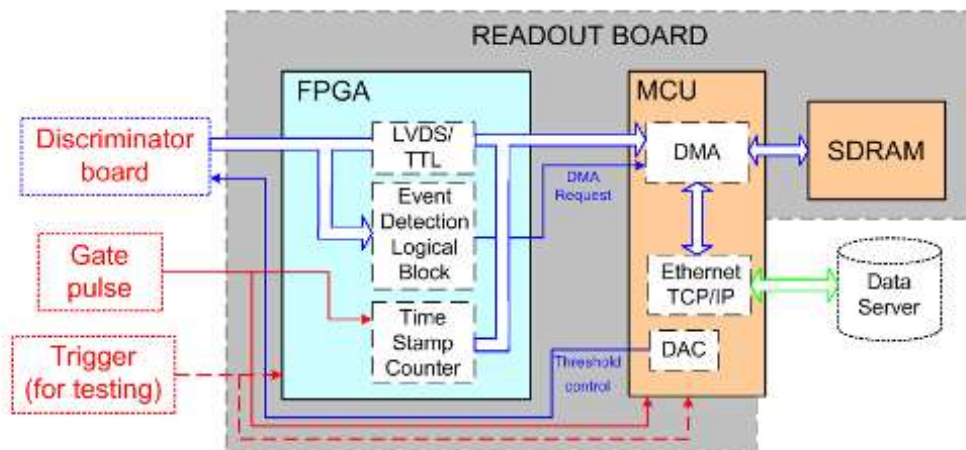 READOUT BOARD
FPGA
MCU
Discriminator
board
LVDS/
TTL
DMA
SDRAM
DMA
Request
Event
Detection
Logical
Block
Gate
pulse
Ethernet
TCP/IP
Data
Server
Time
Stamp
Counter
Trigger
(for testing)
DAC
Threshold
control